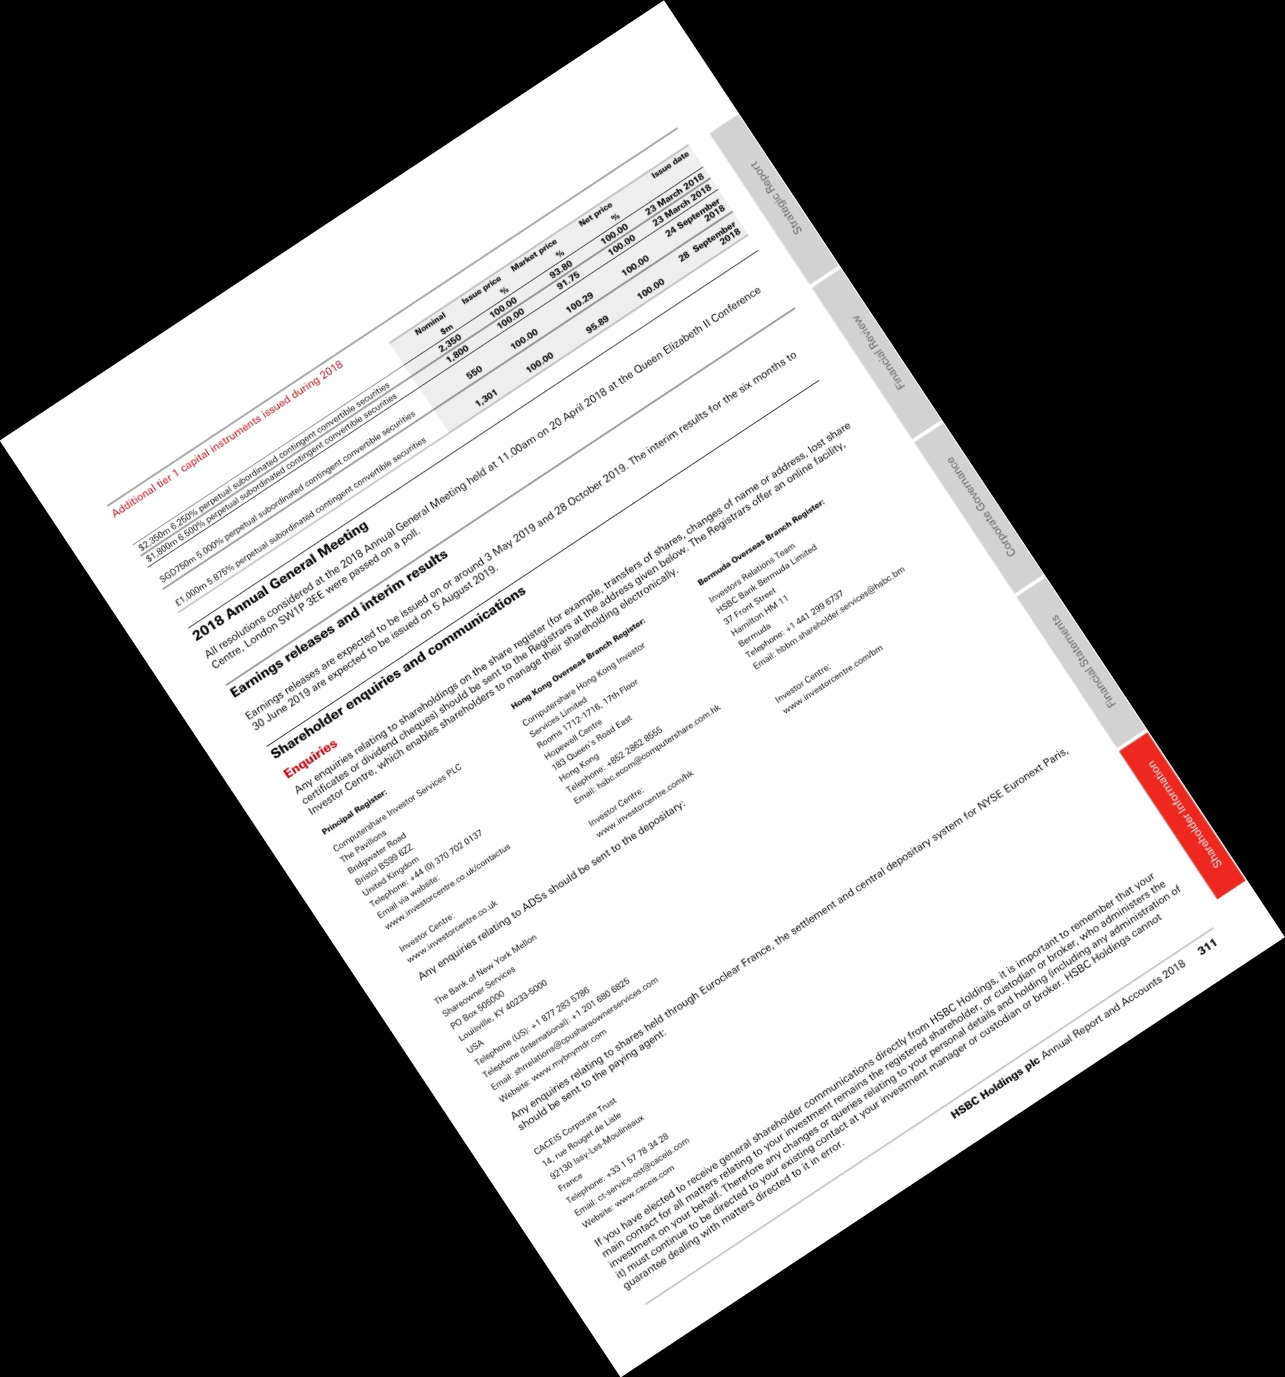 Additional tier 1 capital instruments issued during 2018
Nominal Issue price Market price Net price Issue date
$m % % %
$2,350m 6.250% perpetual subordinated contingent convertible securities 2,350 100.00 93.80 100.00 23 March 2018
$1,800m 6.500% perpetual subordinated contingent convertible securities 1,800 100.00 91.75 100.00 23 March 2018
SGD750m 5.000% perpetual subordinated contingent convertible securities 550 100.00 100.29 100.00 24 September 2018
£1,000m 5.875% perpetual subordinated contingent convertible securities 1,301 100.00 95.89 100.00 28 September 2018
2018 Annual General Meeting
All resolutions considered at the 2018 Annual General Meeting held at 11.00am on 20 April 2018 at the Queen Elizabeth II Conference
Centre, London SW1P 3EE were passed on a poll.
Earnings releases and interim results
Earnings releases are expected to be issued on or around 3 May 2019 and 28 October 2019. The interim results for the six months to
30 June 2019 are expected to be issued on 5 August 2019.
Shareholder enquiries and communications
Enquiries
Any enquiries relating to shareholdings on the share register (for example, transfers of shares, changes of name or address, lost share
certificates or dividend cheques) should be sent to the Registrars at the address given below. The Registrars offer an online facility,
Investor Centre, which enables shareholders to manage their shareholding electronically.
Principal Register:
Computershare Investor Services PLC
The Pavilions
Bridgwater Road
Bristol BS99 6ZZ
United Kingdom
Telephone: +44 (0) 370 702 0137
Email via website:
www.investorcentre.co.uk/contactus
Investor Centre:
www.investorcentre.co.uk
Hong Kong Overseas Branch Register:
Computershare Hong Kong Investor
Services Limited
Rooms 1712-1716, 17th Floor
Hopewell Centre
183 Queen's Road East
Hong Kong
Telephone: +852 2862 8555
Email: hsbc.ecom@computershare.com.hk
Investor Centre:
www.investorcentre.com/hk
Bermuda Overseas Branch Register:
Investors Relations Team
HSBC Bank Bermuda Limited
37 Front Street
Hamilton HM 11
Bermuda
Telephone: +1 441 299 6737
Email: hbbm.shareholder.services@hsbc.bm
Investor Centre:
www.investorcentre.com/bm
Any enquiries relating to ADSs should be sent to the depositary:
The Bank of New York Mellon
Shareowner Services
PO Box 505000
Louisville, KY 40233-5000
USA
Telephone (US): +1 877 283 5786
Telephone (International): +1 201 680 6825
Email: shrrelations@cpushareownerservices.com
Website: www.mybnymdr.com
Any enquiries relating to shares held through Euroclear France, the settlement and central depositary system for NYSE Euronext Paris,
should be sent to the paying agent:
CACEIS Corporate Trust
14, rue Rouget de Lisle
92130 Issy-Les-Moulineaux
France
Telephone: +33 1 57 78 34 28
Email: ct-service-ost@caceis.com
Website: www.caceis.com
If you have elected to receive general shareholder communications directly from HSBC Holdings, it is important to remember that your
main contact for all matters relating to your investment remains the registered shareholder, or custodian or broker, who administers the
investment on your behalf. Therefore any changes or queries relating to your personal details and holding (including any administration of
it) must continue to be directed to your existing contact at your investment manager or custodian or broker. HSBC Holdings cannot
guarantee dealing with matters directed to it in error.
HSBC Holdings plc Annual Report and Accounts 2018 311
Strategic Report
Financial Review
Corporate Governance
Financial Statements
Shareholder Information